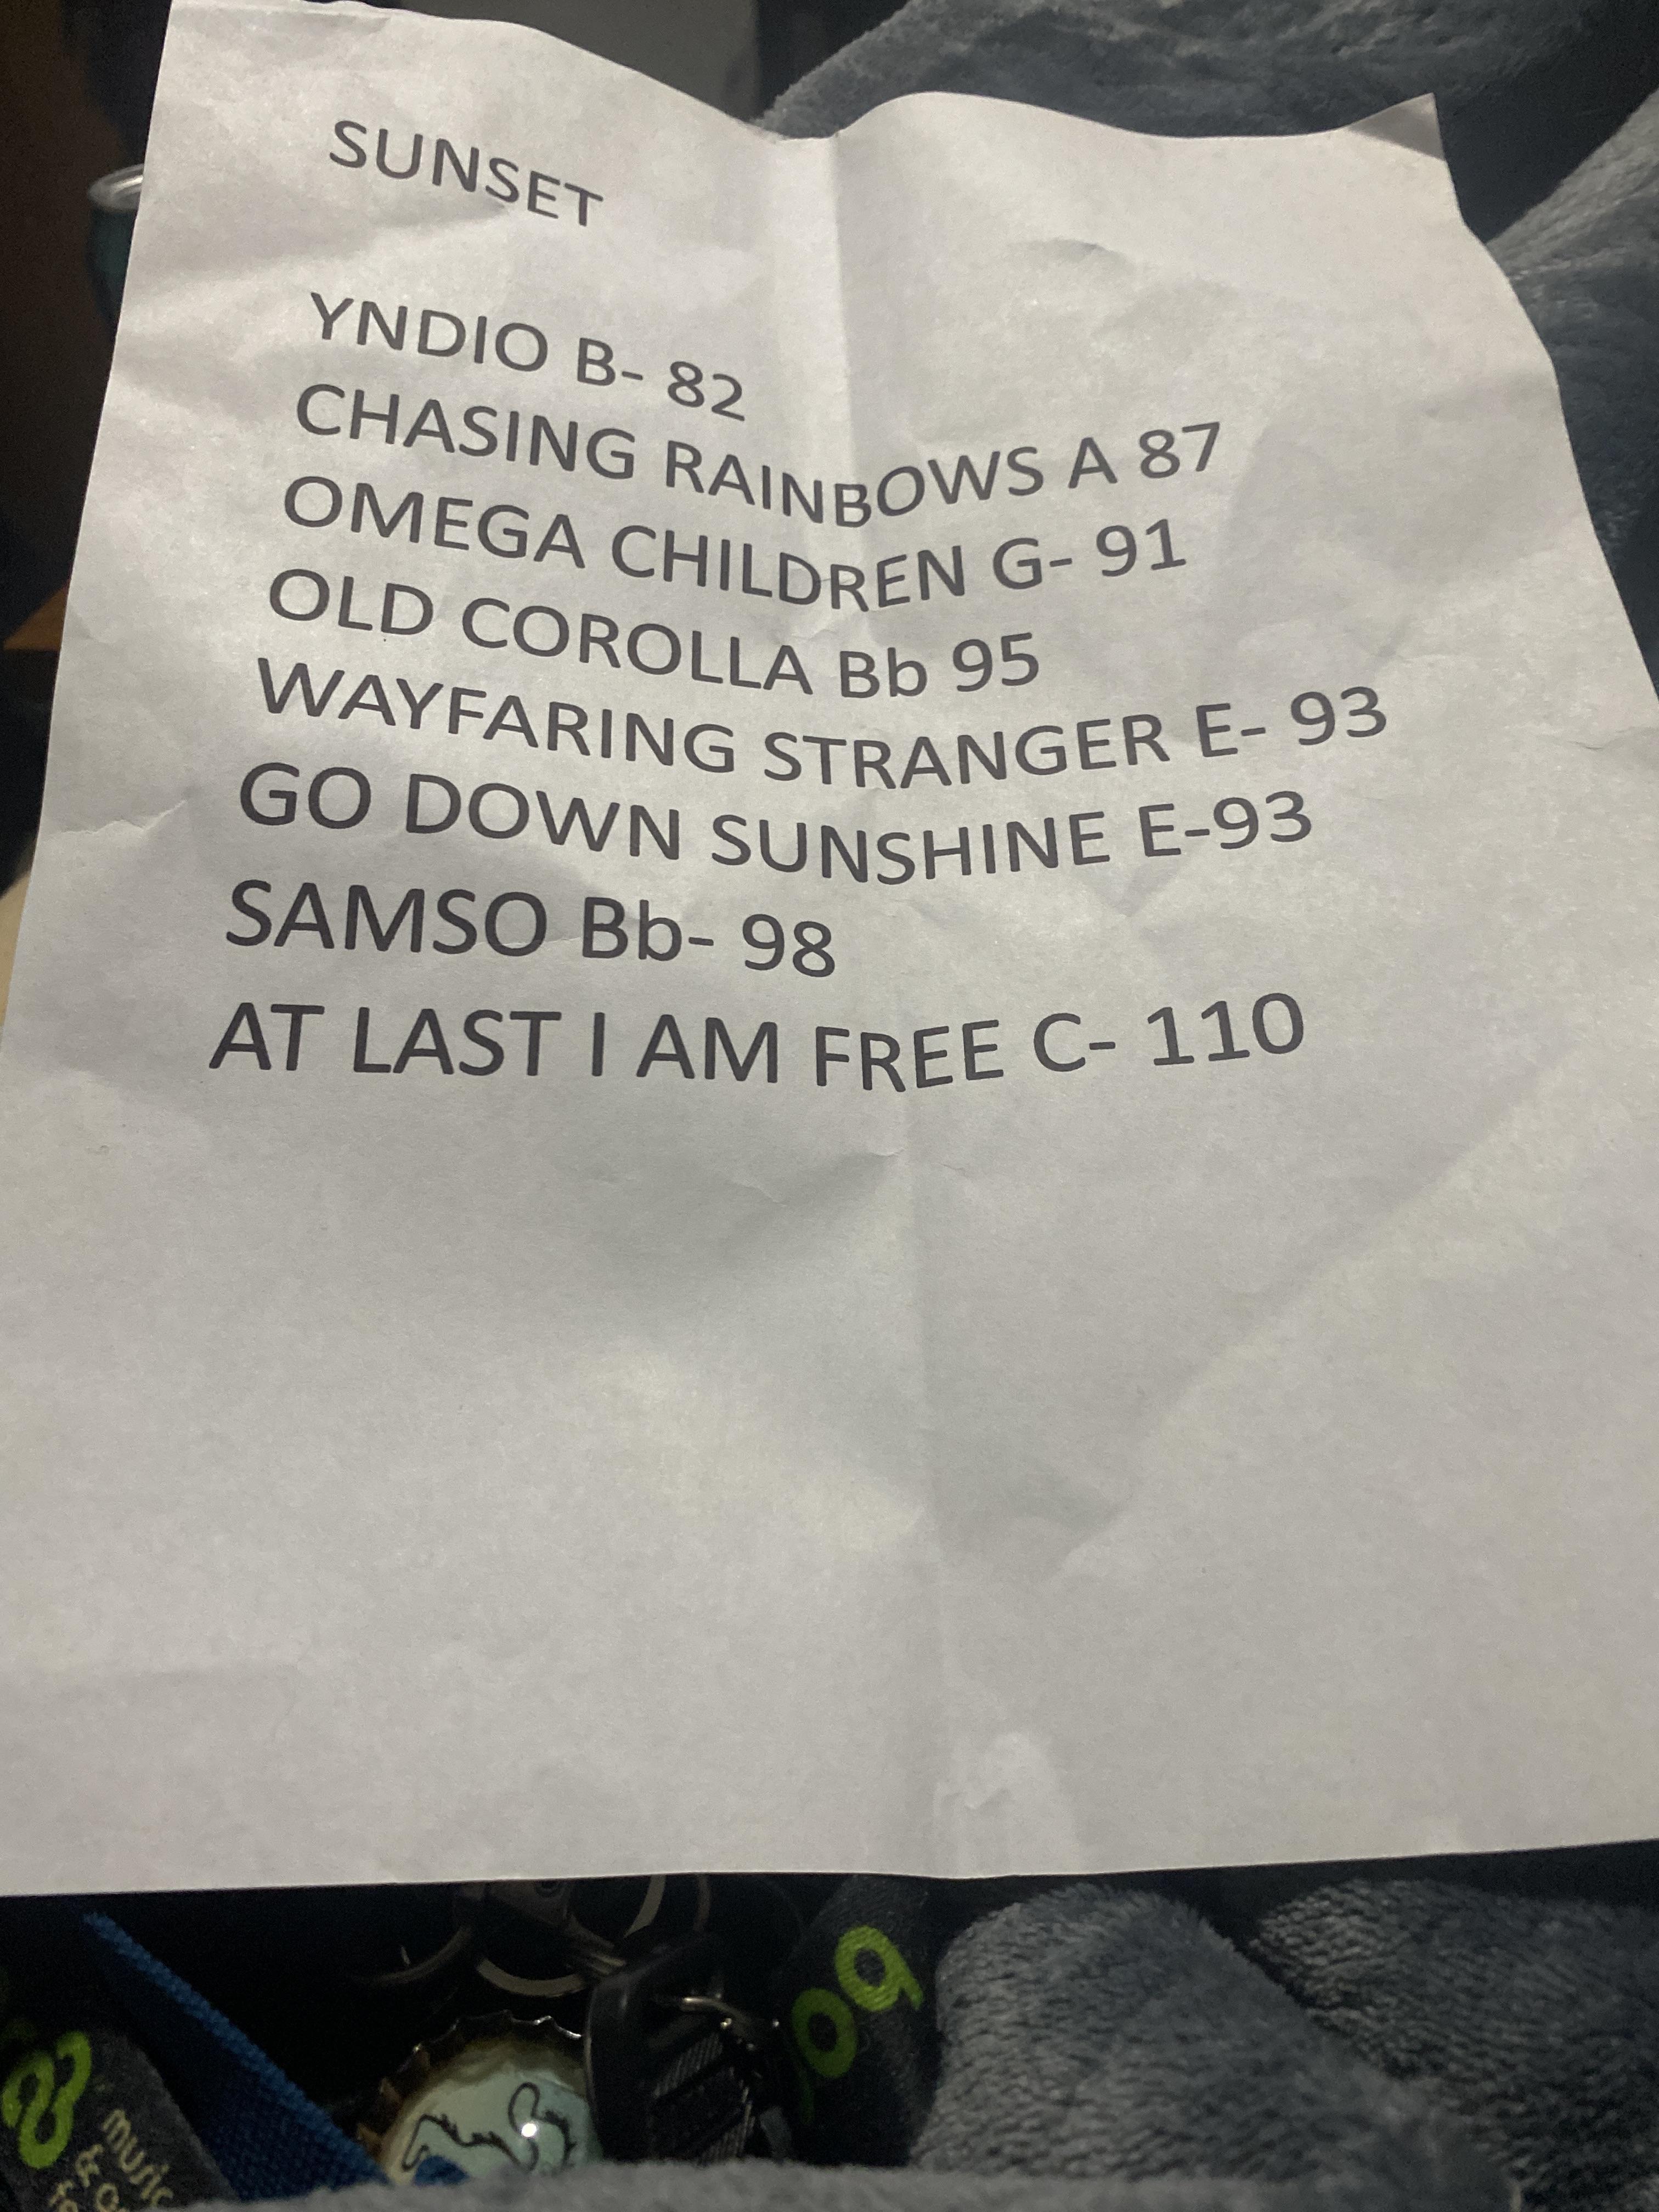 SUNSET
YNDIO B- 82
CHASING RAINBOWS A 87
OMEGA CHILDREN G- 91
OLD COROLLA Bb 95
WAYFARING STRANGER E- 93
GO DOWN SUNSHINE E-93
SAMSO Bb- 98
AT LAST I AM FREE C- 110
music
&